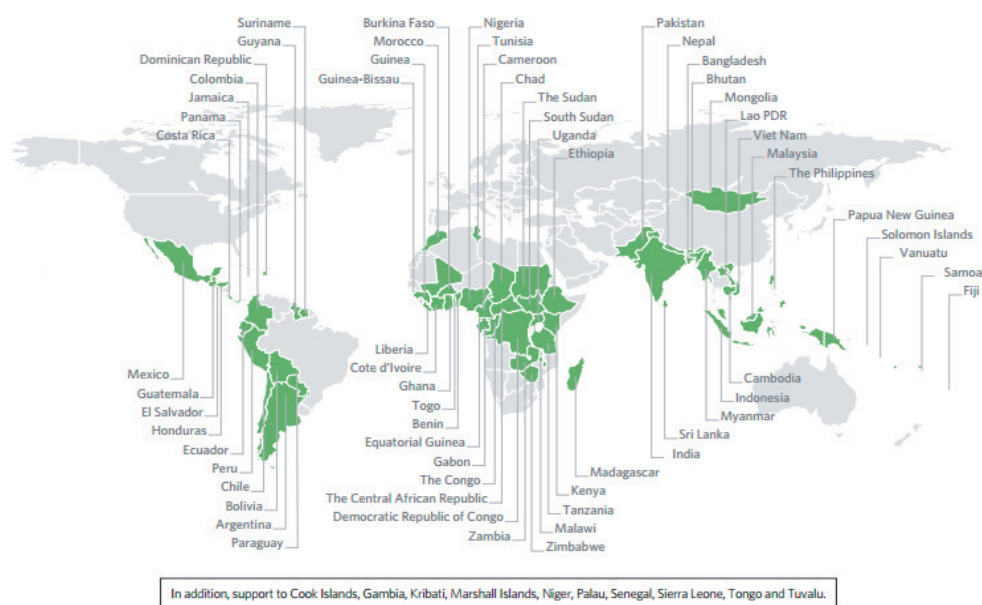 Suriname
Guyana
Dominican Republic
Colombia
Jamaica
Panama
Costa Rica
Burkina Faso
Morocco
Guinea
Guinea-Bissau
Nigeria
Tunisia
Cameroon
Chad
The Sudan
South Sudan
Uganda
Ethiopia
Pakistan
Nepal
Bangladesh
Bhutan
Mongolia
Lao PDR
Viet Nam
Malaysia
The Philippines
Papua New Guinea
Solomon Islands
Vanuatu
Samoa
Fiji
Mexico
Guatemala
El Salvador
Honduras
Ecuador
Peru
Chile
Bolivia
Argentina
Paraguay
Liberia
Cote d'Ivoire
Ghana
Togo
Benin
Equatorial Guinea
Gabon
The Congo
The Central African Republic
Democratic Republic of Congo
Zambia
Madagascar
Kenya
Tanzania
Malawi
Zimbabwe
Cambodia
Indonesia
Myanmar
Sri Lanka
India
In addition, support to Cook Islands, Gambia, Kribati, Marshall Islands, Niger, Palau, Senegal, Sierra Leone, Tongo and Tuvalu.